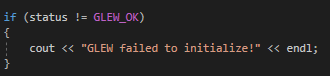 if (status != GLEW_OK)
{
    cout << "GLEW failed to initialize!" << endl;
}